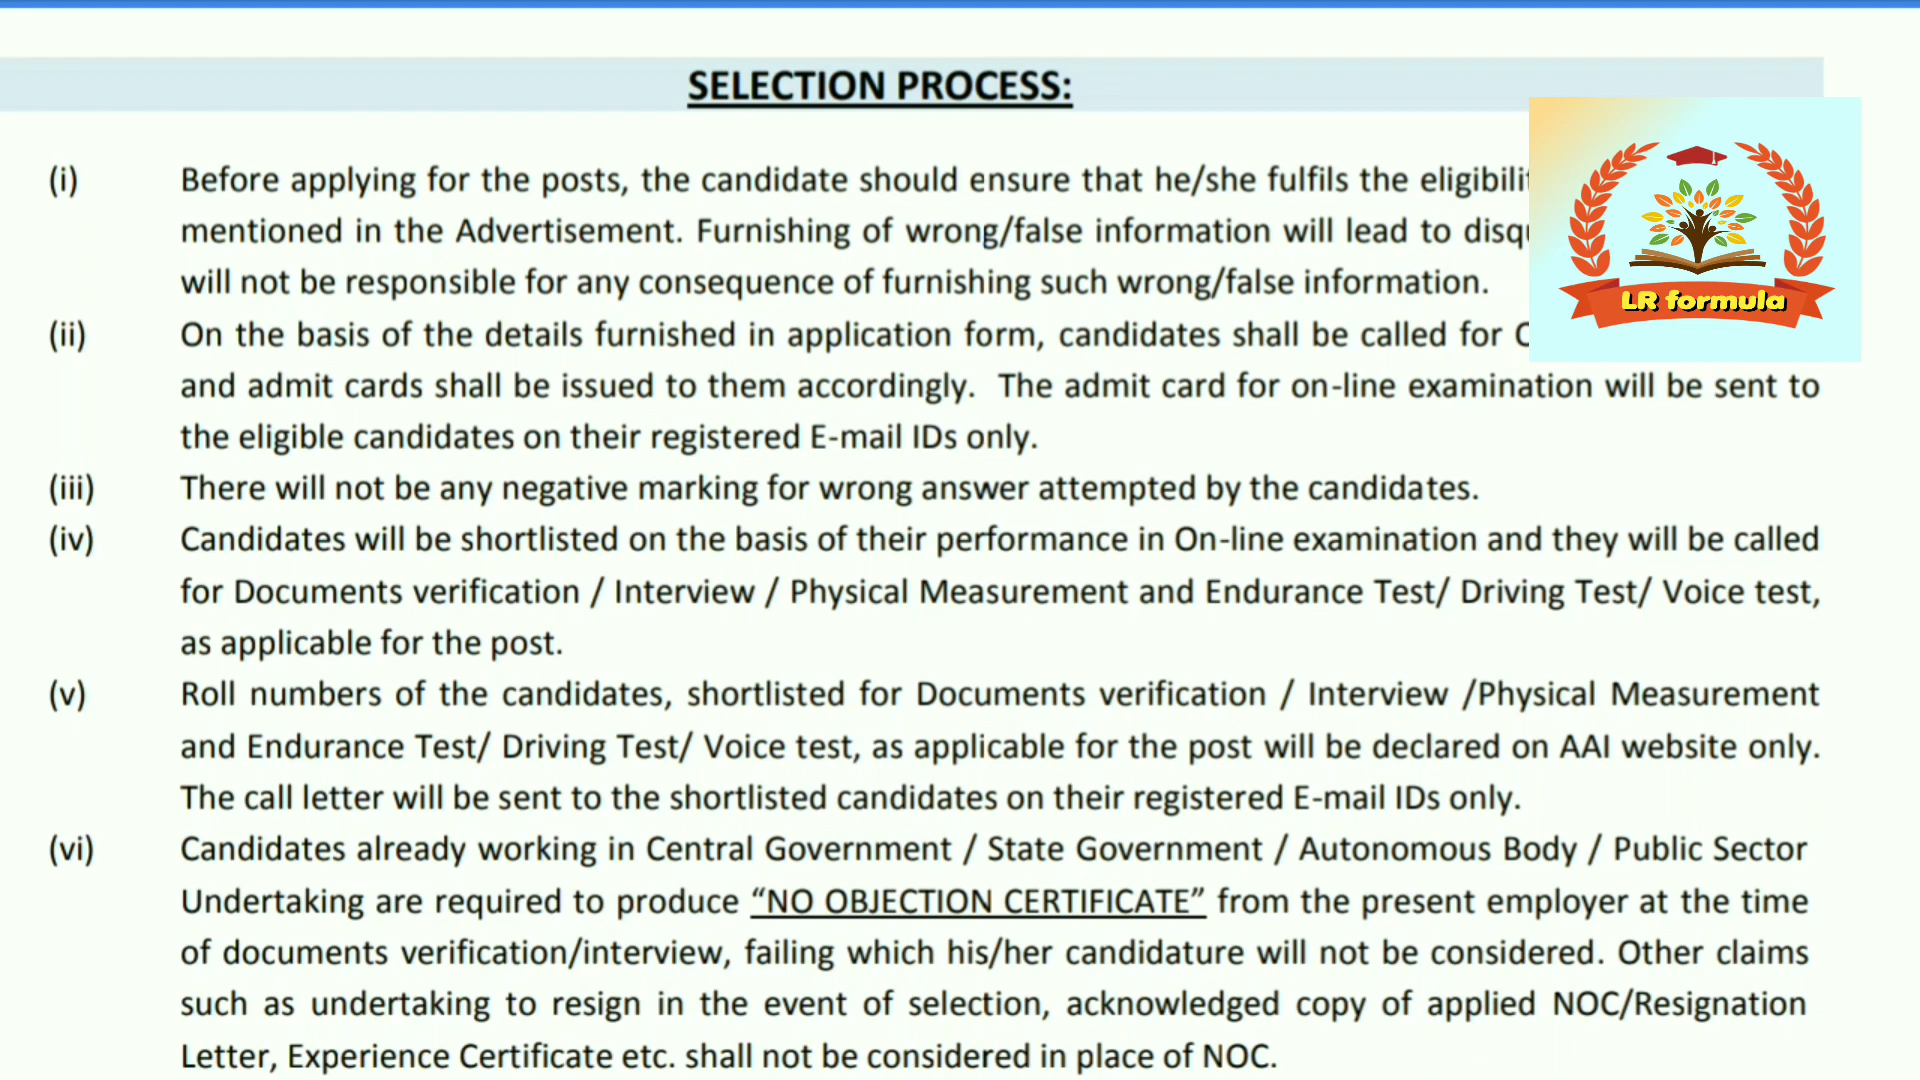 SELECTION PROCESS:
(i) Before applying for the posts, the candidate should ensure that he/she fulfils the
mentioned in the Advertisement. Furnishing of wrong/false information will lead to
will not be responsible for any consequence of furnishing such wrong/false information.
LR formula
(ii) On the basis of the details furnished in application form, candidates shall be called for
and admit cards shall be issued to them accordingly. The admit card for on-line examination will be sent to
the eligible candidates on their registered E-mail IDs only.
(iii) There will not be any negative marking for wrong answer attempted by the candidates.
(iv) Candidates will be shortlisted on the basis of their performance in On-line examination and they will be called
for Documents verification / Interview / Physical Measurement and Endurance Test/ Driving Test/ Voice test,
as applicable for the post.
(v) Roll numbers of the candidates, shortlisted for Documents verification / Interview /Physical Measurement
and Endurance Test/ Driving Test/ Voice test, as applicable for the post will be declared on AAI website only.
The call letter will be sent to the shortlisted candidates on their registered E-mail IDs only.
(vi) Candidates already working in Central Government / State Government / Autonomous Body / Public Sector
Undertaking are required to produce “NO OBJECTION CERTIFICATE” from the present employer at the time
of documents verification/interview, failing which his/her candidature will not be considered. Other claims
such as undertaking to resign in the event of selection, acknowledged copy of applied NOC/Resignation
Letter, Experience Certificate etc. shall not be considered in place of NOC.